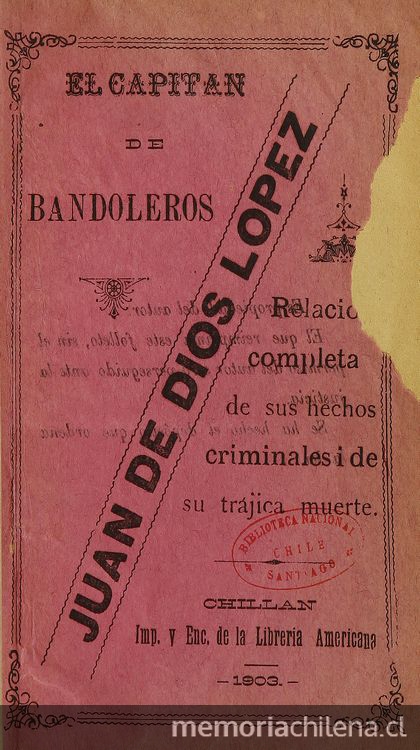 EL CAPITAN
DE
BANDOLEROS
JUAN DE DIOS LOPEZ
Relacio
completa
de sus hechos
criminales i de
su trájica muerte.
BIBLIOTECA NACIONAL
CHILE
SANTIAGO
CHILLAN
Imp. y Enc. de la Libreria Americana
—1903.—
memoriachilena.cl